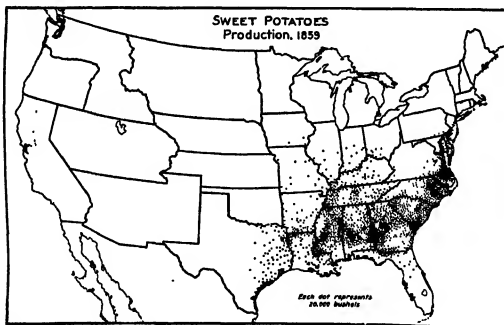 SWEET POTATOES
Production, 1859
Each dot represents
20,000 bushels